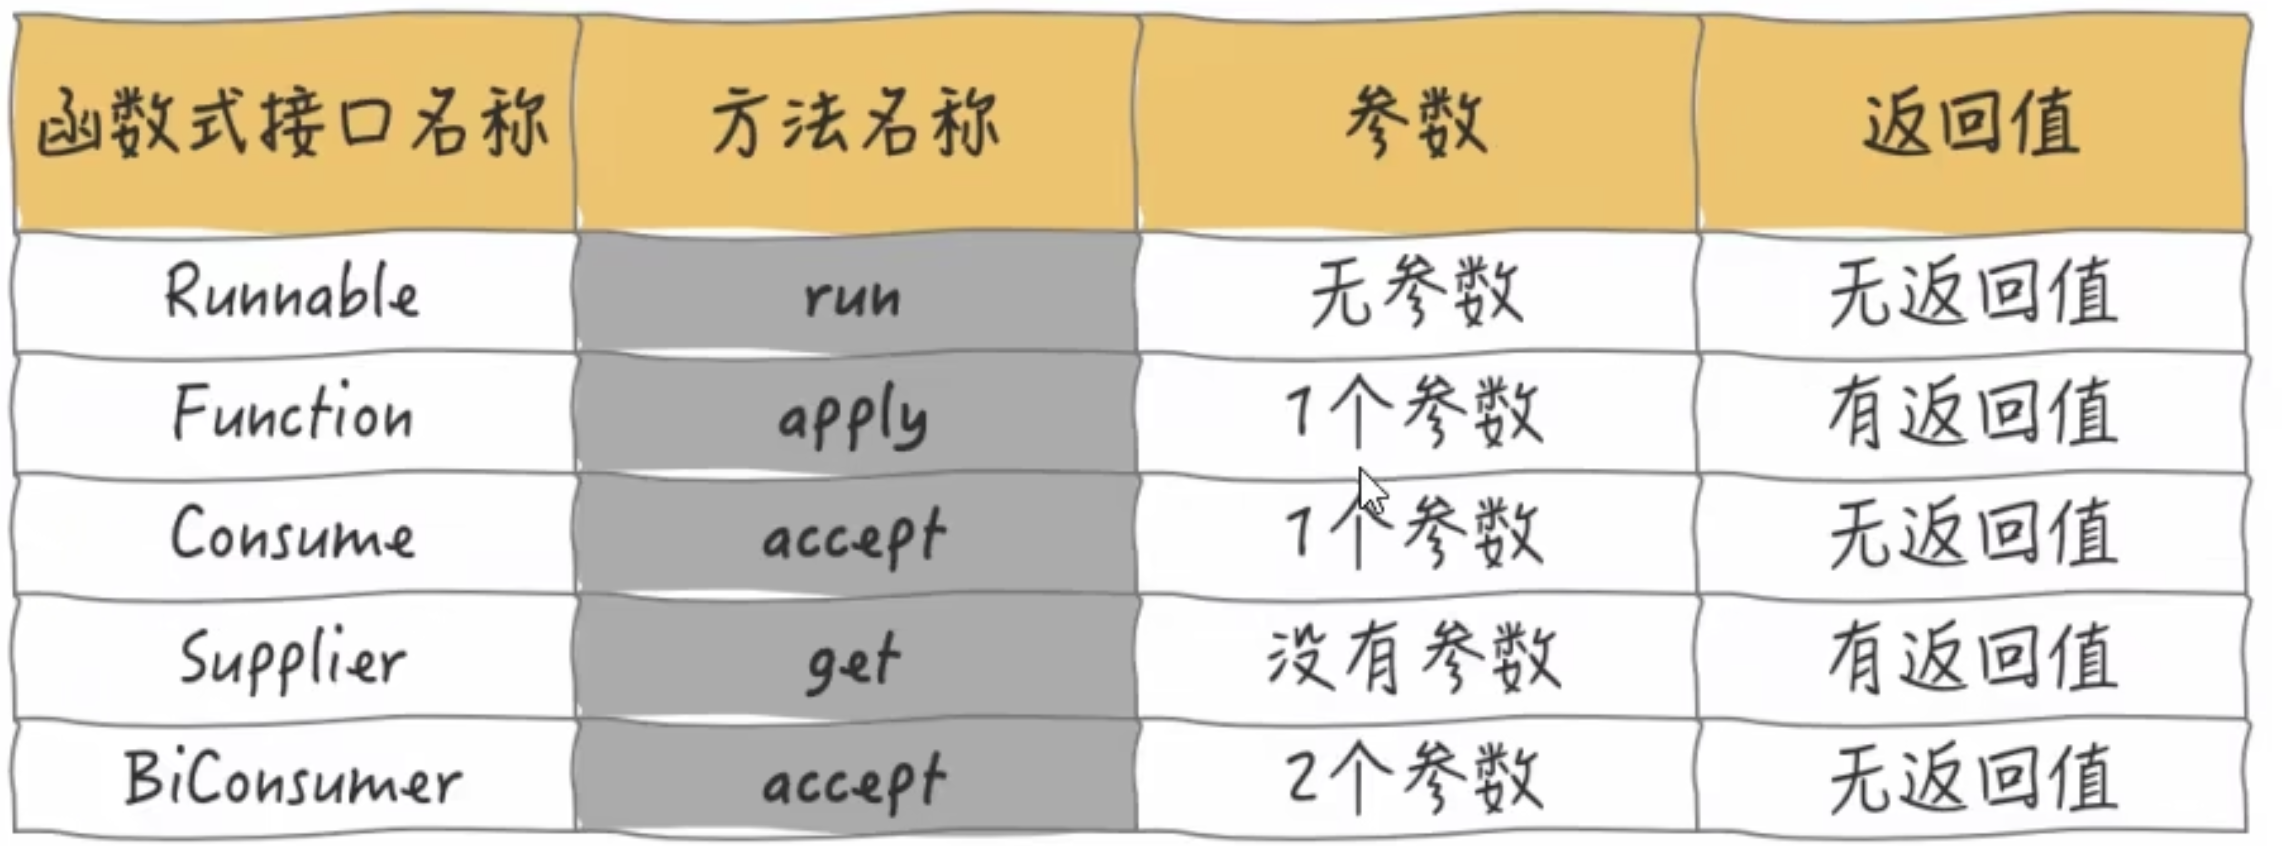 函数式接口名称 方法名称 参数 返回值
Runnable run 无参数 无返回值
Function apply 1个参数 有返回值
Consume accept 1个参数 无返回值
Supplier get 没有参数 有返回值
BiConsumer accept 2个参数 无返回值